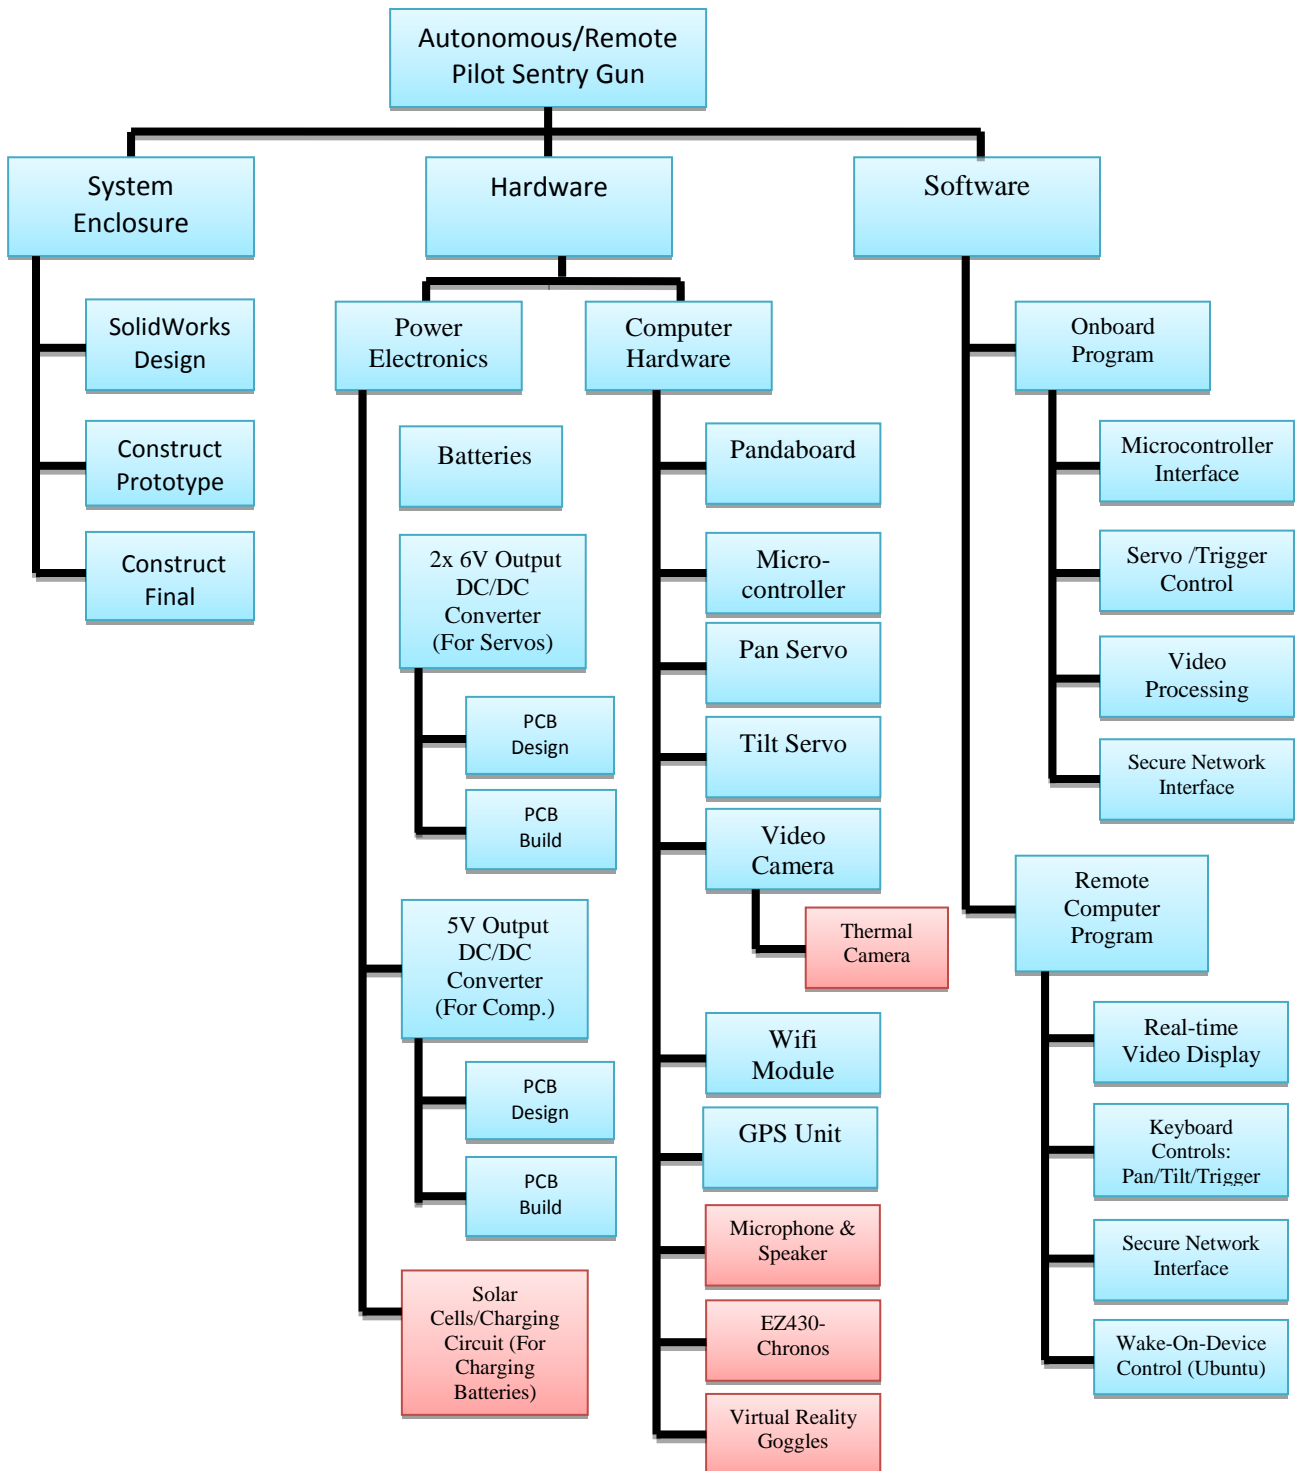 Autonomous/Remote
Pilot Sentry Gun
System
Enclosure
Hardware
Software
SolidWorks
Design
Construct
Prototype
Construct
Final
Power
Electronics
Batteries
2x 6V Output
DC/DC
Converter
(For Servos)
PCB
Design
PCB
Build
5V Output
DC/DC
Converter
(For Comp.)
PCB
Design
PCB
Build
Solar
Cells/Charging
Circuit (For
Charging
Batteries)
Computer
Hardware
Pandaboard
Micro-
controller
Pan Servo
Tilt Servo
Video
Camera
Thermal
Camera
Wifi
Module
GPS Unit
Microphone &
Speaker
EZ430-
Chronos
Virtual Reality
Goggles
Onboard
Program
Microcontroller
Interface
Servo /Trigger
Control
Video
Processing
Secure Network
Interface
Remote
Computer
Program
Real-time
Video Display
Keyboard
Controls:
Pan/Tilt/Trigger
Secure Network
Interface
Wake-On-Device
Control (Ubuntu)